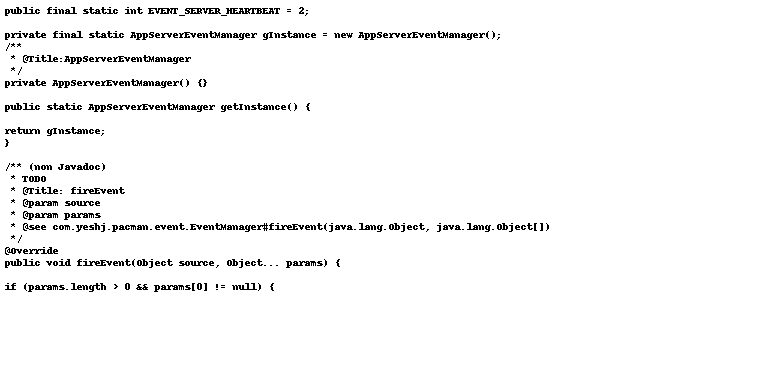 public final static int EVENT_SERVER_HEARTBEAT = 2;
private final static AppServerEventManager gInstance = new AppServerEventManager();
/**
* @Title:AppServerEventManager
*/
private AppServerEventManager() {}
public static AppServerEventManager getInstance() {
return gInstance;
}
/** (non Javadoc)
* TODO
* @Title: fireEvent
* @param source
* @param params
* @see com.yeshj.pacman.event.EventManager#fireEvent(java.lang.Object, java.lang.Object[])
*/
@Override
public void fireEvent(Object source, Object... params) {
if (params.length > 0 && params[0] != null) {